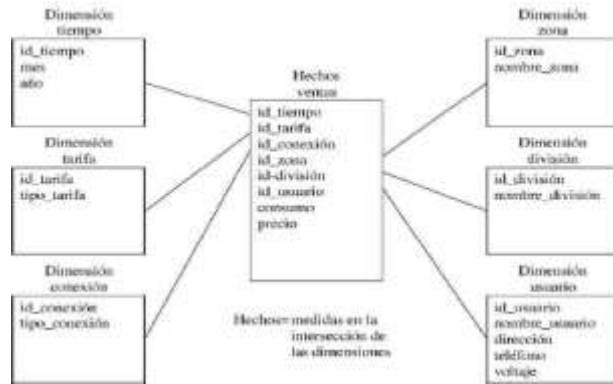 Dimensión
tiempo
id_tiempo
mes
año
Dimensión
tarifa
id_tarifa
tipo_tarifa
Dimensión
conexión
id_conexión
tipo_conexión
Hechos
ventas
id_tiempo
id_tarifa
id_conexión
id_zona
id-división
id_usuario
consumo
precio
Hechos=medidas en la
intersección de
las dimensiones
Dimensión
zona
id_zona
nombre_zona
Dimensión
división
id_división
nombre_división
Dimensión
usuario
id_usuario
nombre_usuario
dirección
teléfono
voltaje